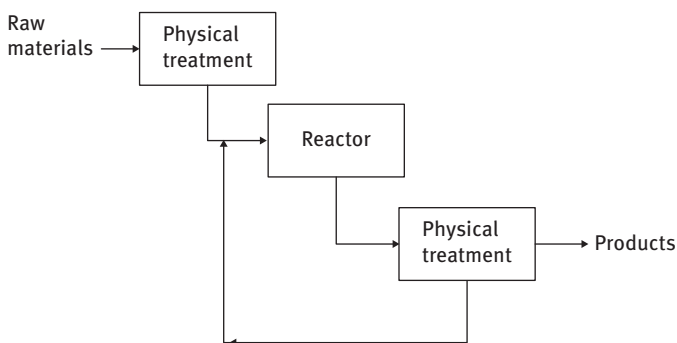 Raw
materials
Physical
treatment
Reactor
Physical
treatment
Products